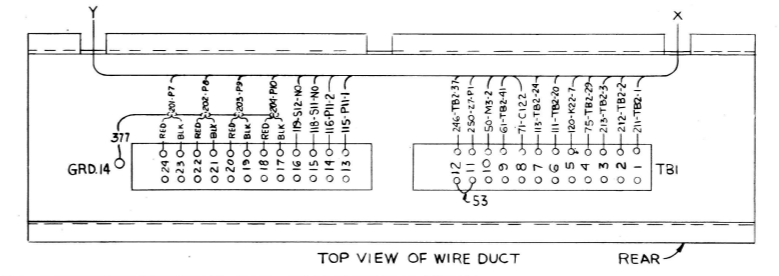 Y
X
201-P7
202-P8
203-P9
204-P10
119-S12-NO
118-S11-NO
116-P11-2
115-P11-1
246-TB2-37
250-27-P1
50-M3-2
61-TB2-41
71-C122
113-TB2-24
111-TB2-20
120-K22-7
75-TB2-29
213-TB2-3
212-TB2-2
211-TB2-1
377
RED
BLK
RED
BLK
RED
BLK
RED
BLK
GRD.14
24
23
22
21
20
19
18
17
16
15
14
13
12
11
10
9
8
7
6
5
4
3
2
1
TB1
53
TOP VIEW OF WIRE DUCT
REAR